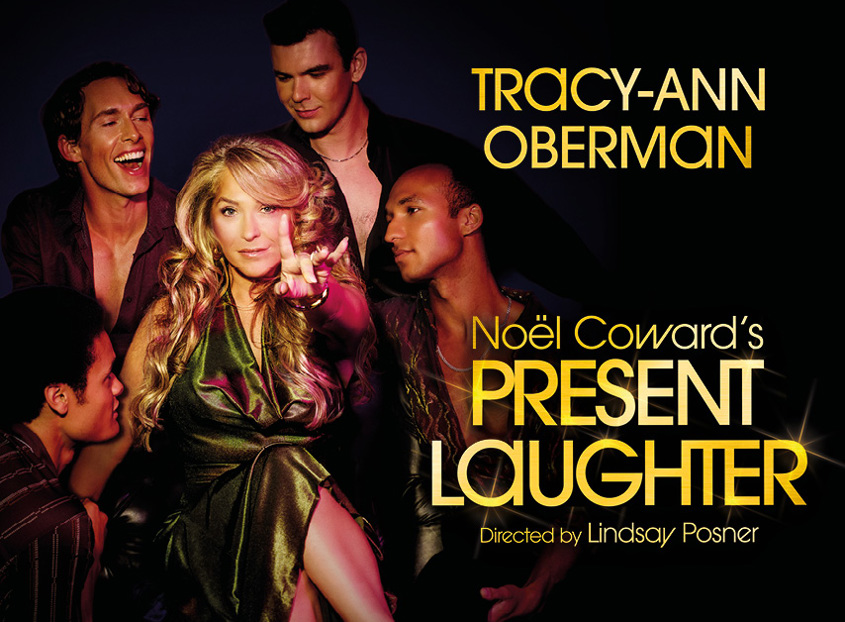 TRACY-ANN
OBERMAN
Noël Coward's
PRESENT
LAUGHTER
Directed by Lindsay Posner